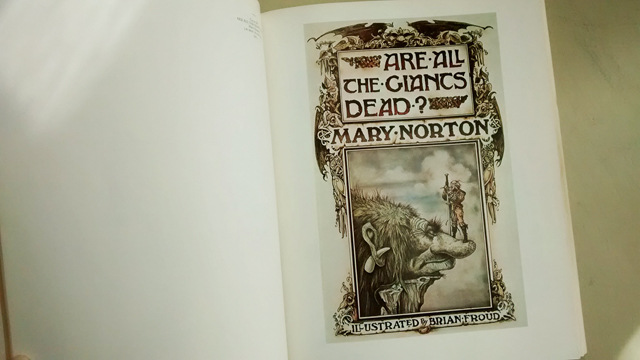 ARE·ALL
THE·GIANTS
DEAD·?
MARY·NORTON
ILLUSTRATED By BRIAN·FROUD